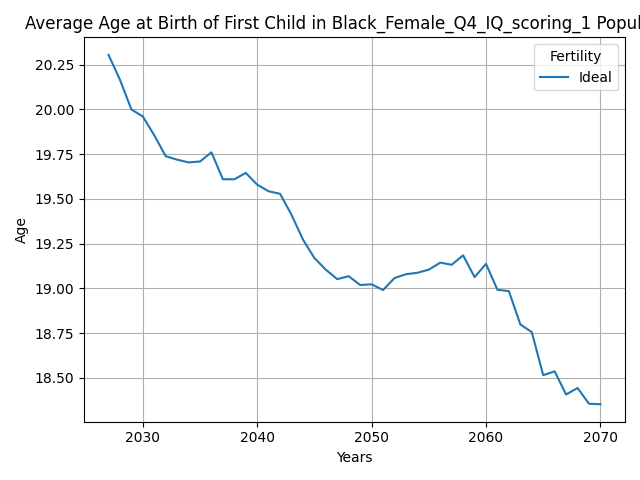 Average Age at Birth of First Child in Black_Female_Q4_IQ_scoring_1 Popul
Fertility
Ideal
20.25
20.00
19.75
19.50
19.25
19.00
18.75
18.50
Age
2030 2040 2050 2060 2070
Years